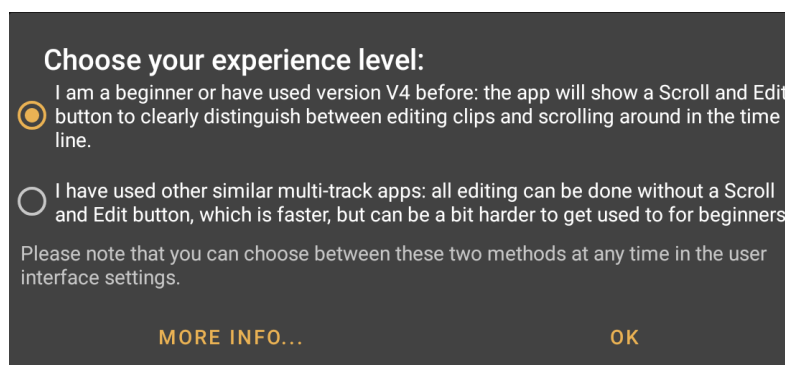 Choose your experience level:
I am a beginner or have used version V4 before: the app will show a Scroll and Edit
button to clearly distinguish between editing clips and scrolling around in the time
line.
I have used other similar multi-track apps: all editing can be done without a Scroll
and Edit button, which is faster, but can be a bit harder to get used to for beginners
Please note that you can choose between these two methods at any time in the user
interface settings.
MORE INFO...
OK